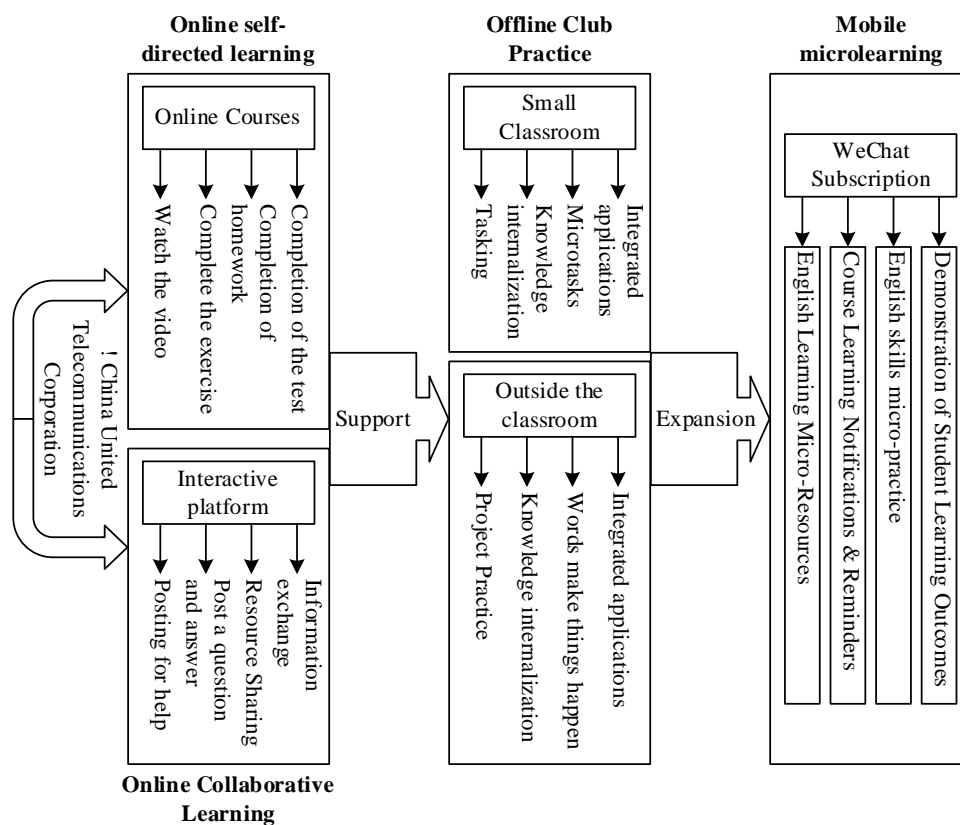 Online self-
directed learning
Online Courses
Watch the video
Complete the exercise
Completion of
homework
Completion of the test
! China United
Telecommunications
Corporation
Interactive
platform
Posting for help
Post a question
and answer
Resource Sharing
Information
exchange
Online Collaborative
Learning
Support
Offline Club
Practice
Small
Classroom
Tasking
Knowledge
internalization
Microtasks
Integrated
applications
Outside the
classroom
Project Practice
Knowledge internalization
Words make things happen
Integrated applications
Expansion
Mobile
microlearning
WeChat
Subscription
English Learning Micro-Resources
Course Learning Notifications & Reminders
English skills micro-practice
Demonstration of Student Learning Outcomes